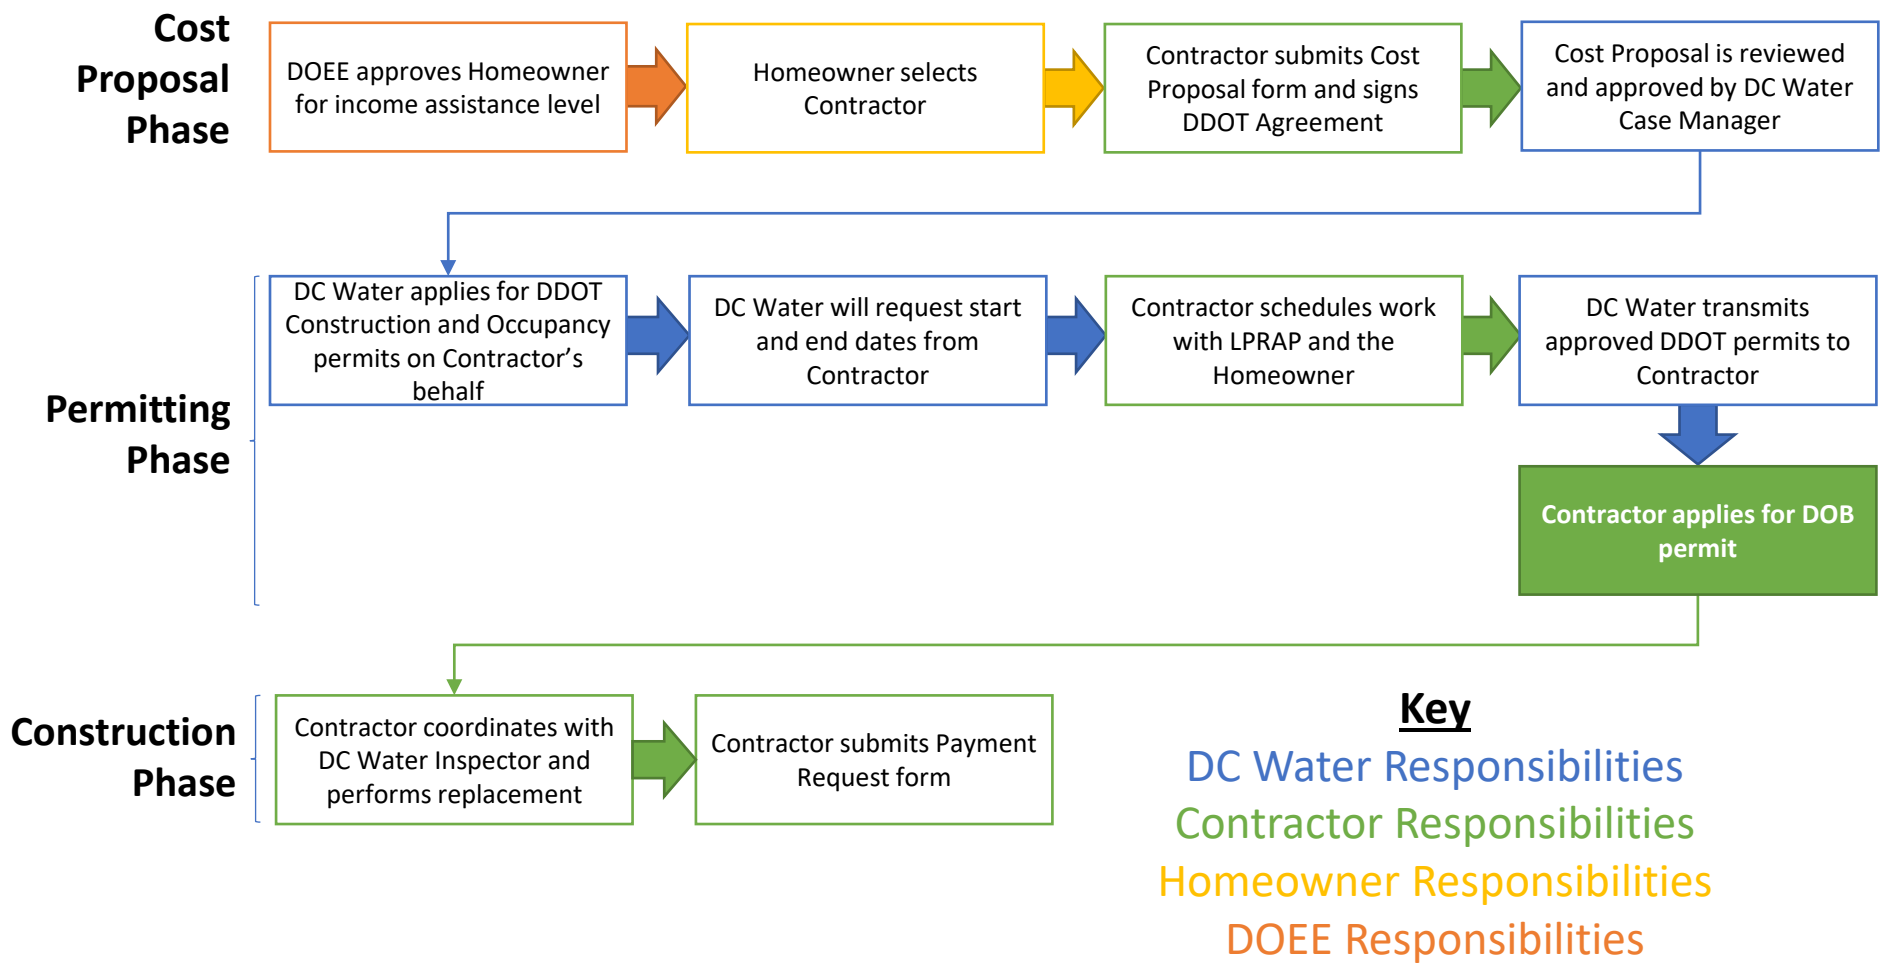 Cost
Proposal
Phase
DOEE approves Homeowner
for income assistance level
Homeowner selects
Contractor
Contractor submits Cost
Proposal form and signs
DDOT Agreement
Cost Proposal is reviewed
and approved by DC Water
Case Manager
Permitting
Phase
DC Water applies for DDOT
Construction and Occupancy
permits on Contractor’s
behalf
DC Water will request start
and end dates from
Contractor
Contractor schedules work
with LPRAP and the
Homeowner
DC Water transmits
approved DDOT permits to
Contractor
Contractor applies for DOB
permit
Construction
Phase
Contractor coordinates with
DC Water Inspector and
performs replacement
Contractor submits Payment
Request form
Key
DC Water Responsibilities
Contractor Responsibilities
Homeowner Responsibilities
DOEE Responsibilities